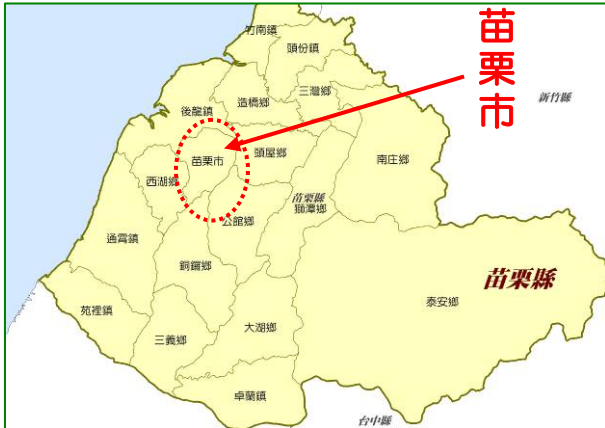 竹南鎮
頭份鎮
苗栗市
三灣鄉
新竹縣
造橋鄉
後龍鎮
頭屋鄉
苗栗市
南庄鄉
西湖鄉
苗栗縣
獅潭鄉
公館鄉
通霄鎮
銅鑼鄉
苗栗縣
泰安鄉
苑裡鎮
大湖鄉
三義鄉
卓蘭鎮
台中縣